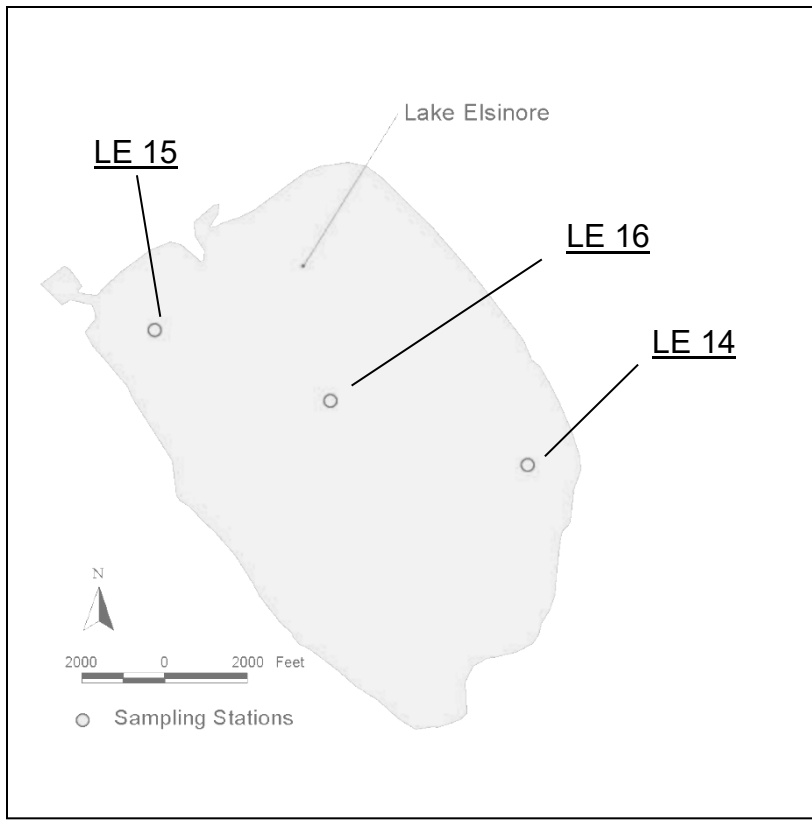 Lake Elsinore
LE 15
LE 16
LE 14
N
2000 0 2000 Feet
Sampling Stations